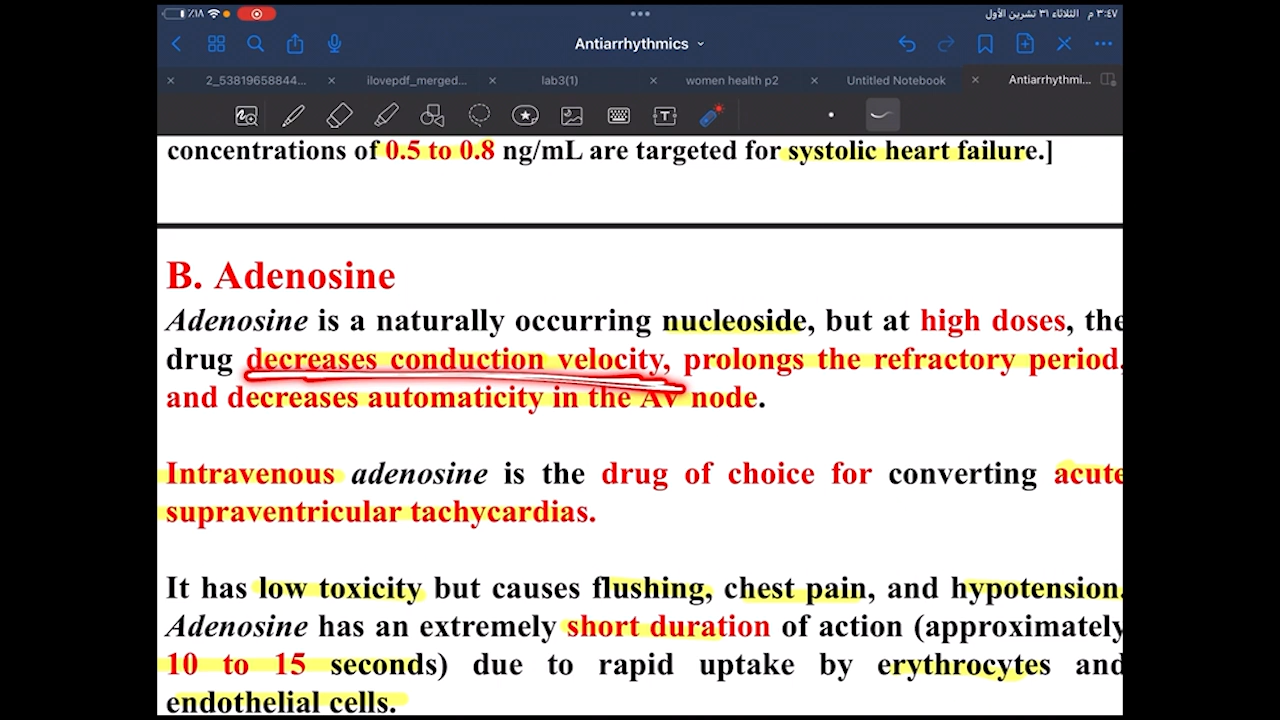 ٪١٨ ٣:٤٧ م الثلاثاء ٣١ تشرين الأول
Antiarrhythmics
2_53819658844... ilovepdf_merged... lab3(1) women health p2 Untitled Notebook Antiarrhythmi...
concentrations of 0.5 to 0.8 ng/mL are targeted for systolic heart failure.]
B. Adenosine
Adenosine is a naturally occurring nucleoside, but at high doses, the
drug decreases conduction velocity, prolongs the refractory period,
and decreases automaticity in the AV node.
Intravenous adenosine is the drug of choice for converting acute
supraventricular tachycardias.
It has low toxicity but causes flushing, chest pain, and hypotension.
Adenosine has an extremely short duration of action (approximately
10 to 15 seconds) due to rapid uptake by erythrocytes and
endothelial cells.